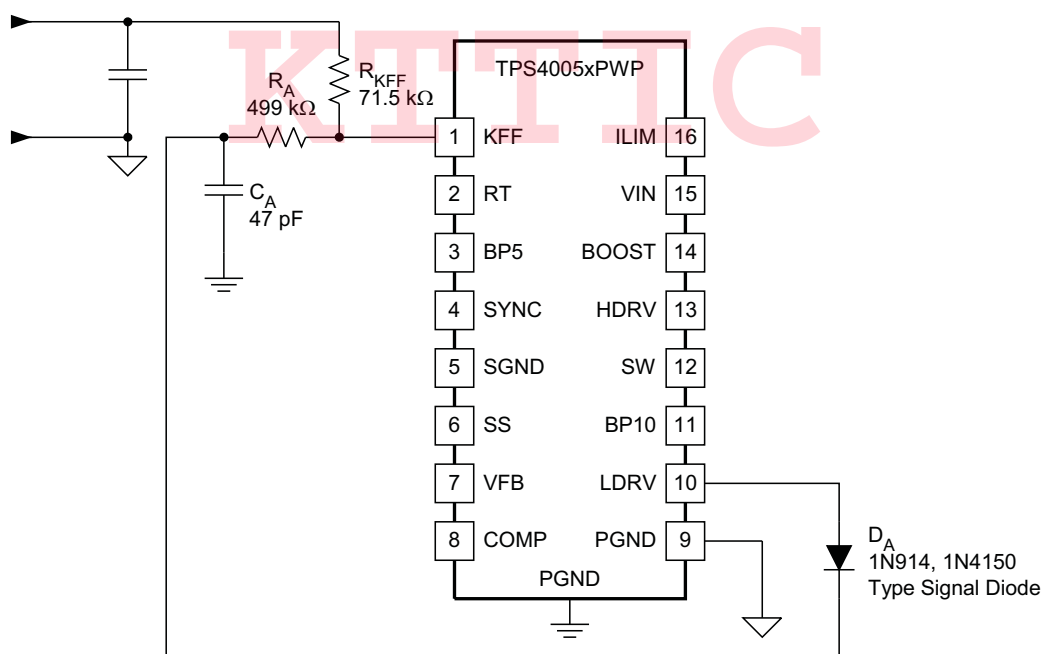 KTTIC
TPS4005xPWP
RA
499 kΩ
RKFF
71.5 kΩ
1 KFF
ILIM 16
CA
47 pF
2 RT
VIN 15
3 BP5
BOOST 14
4 SYNC
HDRV 13
5 SGND
SW 12
6 SS
BP10 11
7 VFB
LDRV 10
8 COMP
PGND 9
PGND
DA
1N914, 1N4150
Type Signal Diode